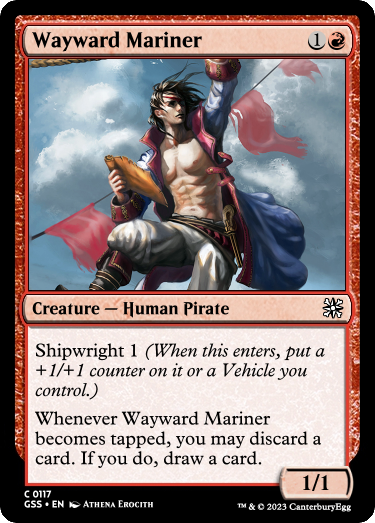 Wayward Mariner 1
Creature — Human Pirate
Shipwright 1 (When this enters, put a
+1/+1 counter on it or a Vehicle you
control.)
Whenever Wayward Mariner
becomes tapped, you may discard a
card. If you do, draw a card.
1/1
C 0117
GSS • EN Athena Erocith
™ & © 2023 CanterburyEgg